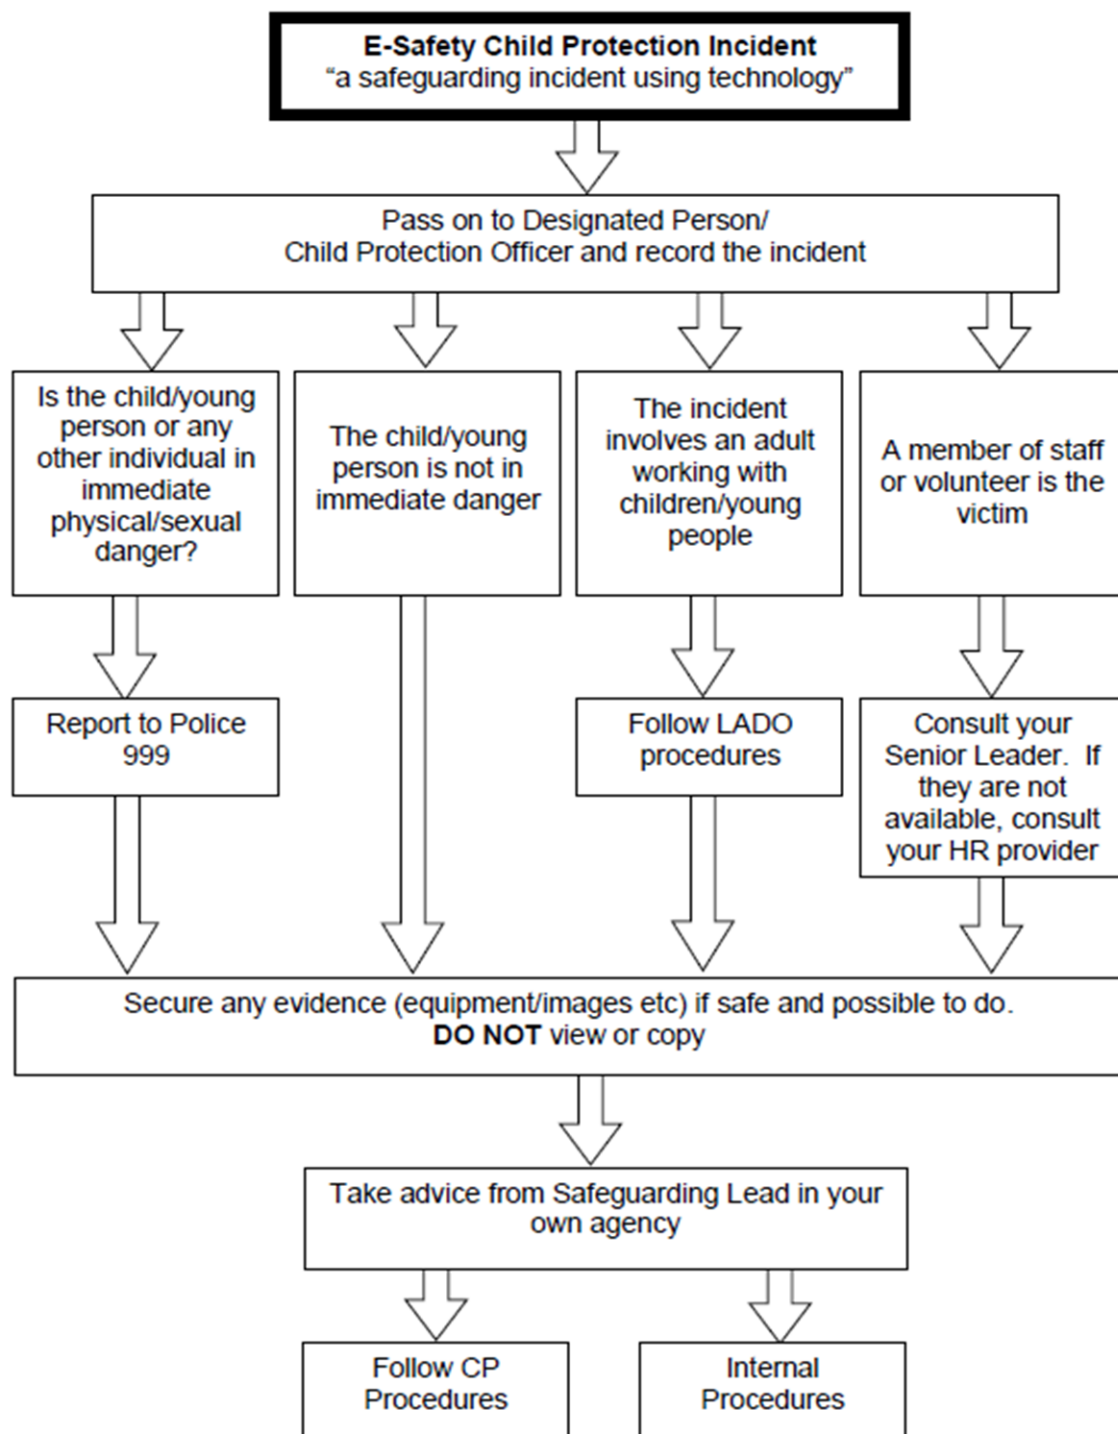 E-Safety Child Protection Incident
“a safeguarding incident using technology”
Pass on to Designated Person/
Child Protection Officer and record the incident
Is the child/young
person or any
other individual in
immediate
physical/sexual
danger?
The child/young
person is not in
immediate danger
The incident
involves an adult
working with
children/young
people
A member of staff
or volunteer is the
victim
Report to Police
999
Follow LADO
procedures
Consult your
Senior Leader.  If
they are not
available, consult
your HR provider
Secure any evidence (equipment/images etc) if safe and possible to do.
DO NOT view or copy
Take advice from Safeguarding Lead in your
own agency
Follow CP
Procedures
Internal
Procedures